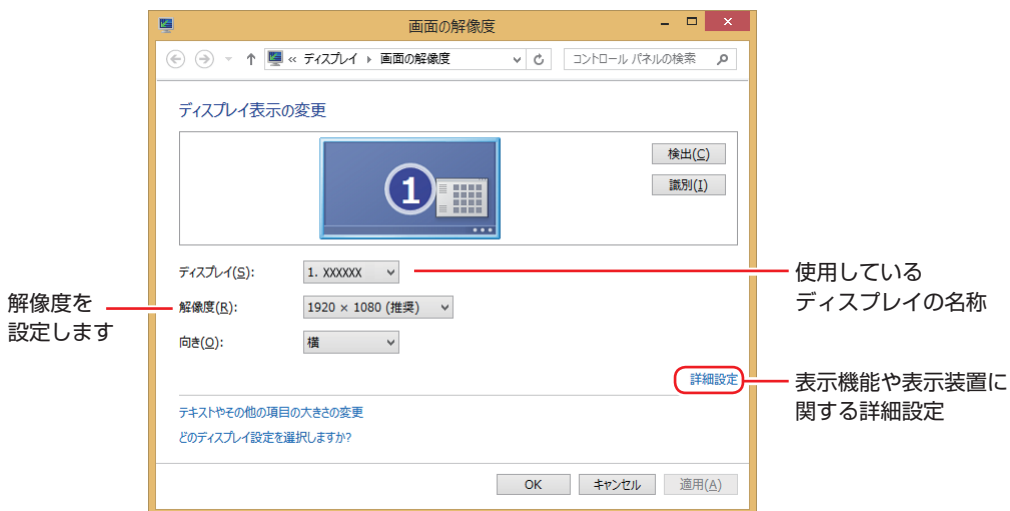 画面の解像度
« ディスプレイ ▸ 画面の解像度
コントロール パネルの検索
ディスプレイ表示の変更
1
検出(C)
識別(I)
ディスプレイ(S):
1. XXXXXX
使用している
ディスプレイの名称
解像度を
設定します
解像度(R):
1920 × 1080 (推奨)
向き(O):
横
詳細設定
表示機能や表示装置に
関する詳細設定
テキストやその他の項目の大きさの変更
どのディスプレイ設定を選択しますか?
OK
キャンセル
適用(A)